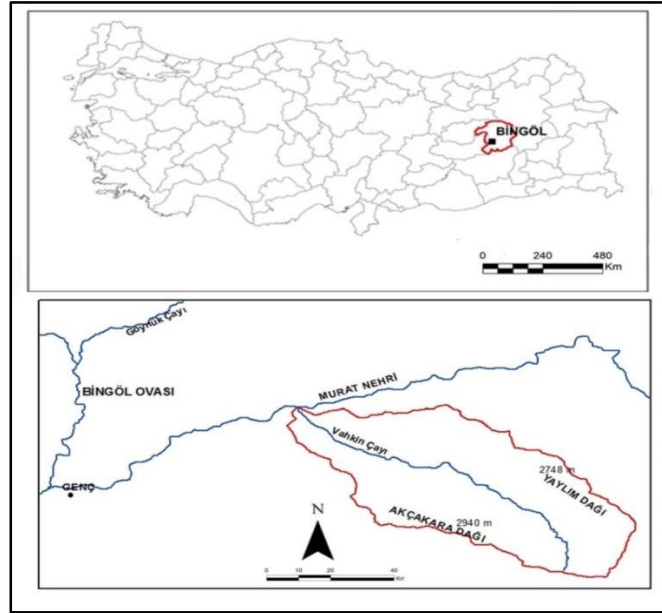 BİNGÖL
0 240 480
Km
Göynük Çayı
MURAT NEHRİ
BİNGÖL OVASI
Vahkin Çayı
2748 m
YAYLIM DAĞI
GENÇ
N
AKÇAKARA DAĞI
2940 m
0 10 20 40
Km